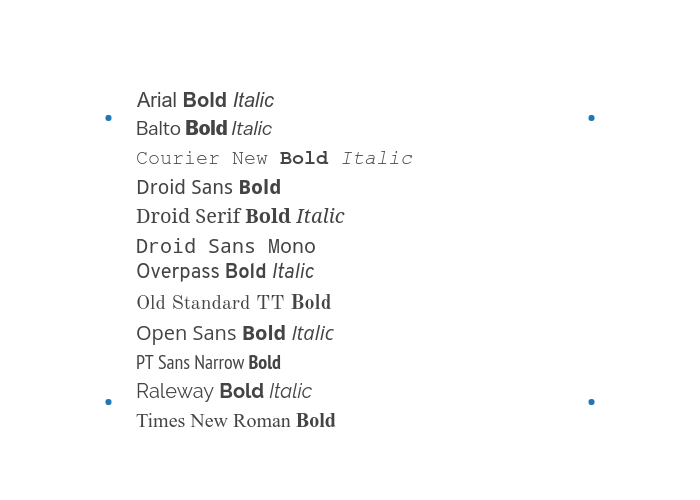 Arial Bold Italic
Balto Bold Italic
Courier New Bold Italic
Droid Sans Bold
Droid Serif Bold Italic
Droid Sans Mono
Overpass Bold Italic
Old Standard TT Bold
Open Sans Bold Italic
PT Sans Narrow Bold
Raleway Bold Italic
Times New Roman Bold